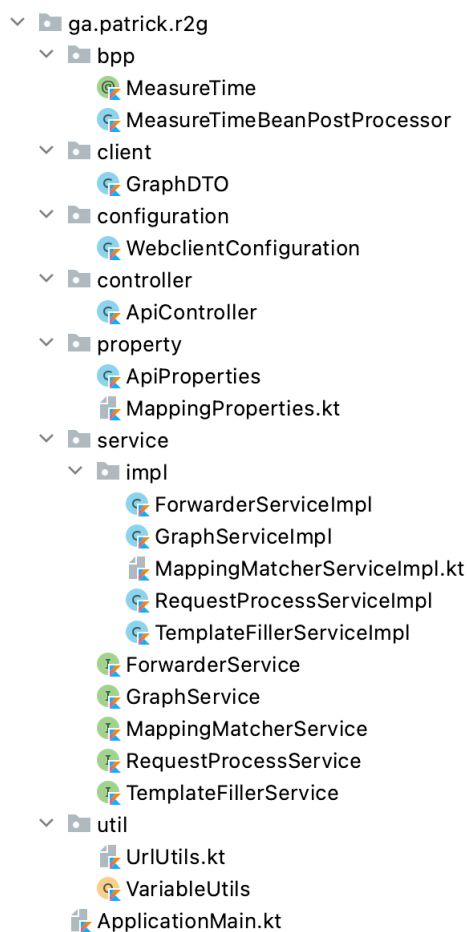 ga.patrick.r2g
bpp
MeasureTime
MeasureTimeBeanPostProcessor
client
GraphDTO
configuration
WebclientConfiguration
controller
ApiController
property
ApiProperties
MappingProperties.kt
service
impl
ForwarderServiceImpl
GraphServiceImpl
MappingMatcherServiceImpl.kt
RequestProcessServiceImpl
TemplateFillerServiceImpl
ForwarderService
GraphService
MappingMatcherService
RequestProcessService
TemplateFillerService
util
UrlUtils.kt
VariableUtils
ApplicationMain.kt